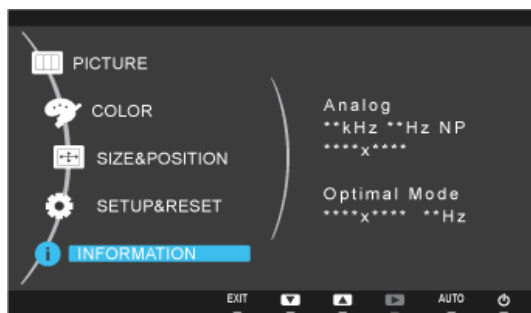 PICTURE
COLOR
SIZE&POSITION
SETUP&RESET
INFORMATION
Analog
**kHz **Hz NP
****x****
Optimal Mode
****x**** **Hz
EXIT AUTO